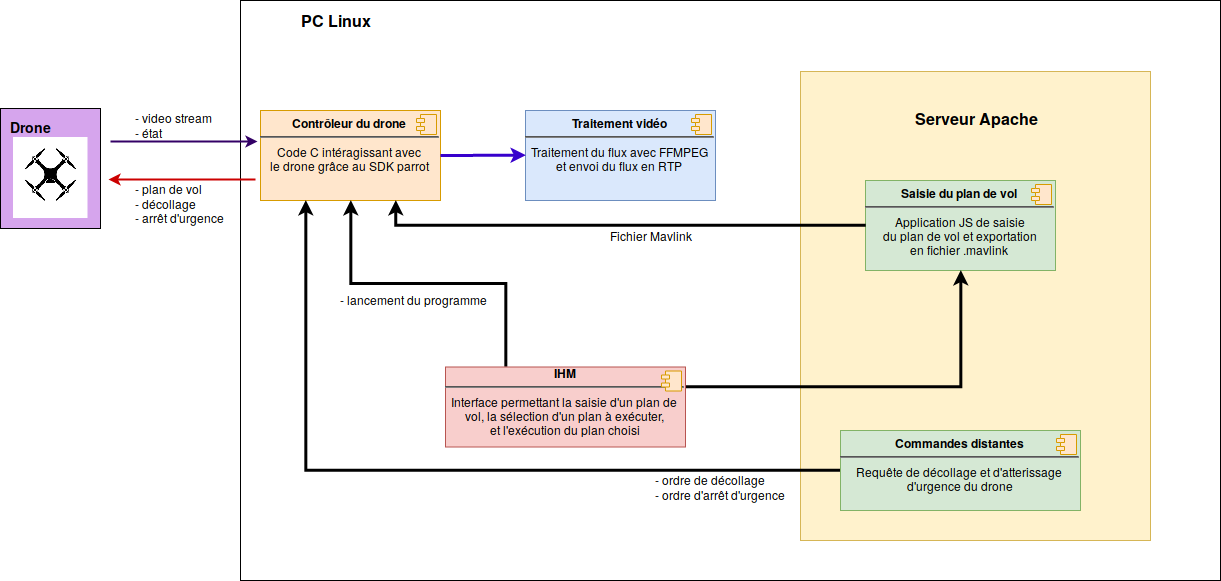 PC Linux
Drone
- video stream
- état
- plan de vol
- décollage
- arrêt d'urgence
Contrôleur du drone
Code C intéragissant avec
le drone grâce au SDK parrot
Traitement vidéo
Traitement du flux avec FFMPEG
et envoi du flux en RTP
Serveur Apache
Saisie du plan de vol
Application JS de saisie
du plan de vol et exportation
en fichier .mavlink
Fichier Mavlink
- lancement du programme
IHM
Interface permettant la saisie d'un plan de
vol, la sélection d'un plan à exécuter,
et l'exécution du plan choisi
Commandes distantes
Requête de décollage et d'atterissage
d'urgence du drone
- ordre de décollage
- ordre d'arrêt d'urgence